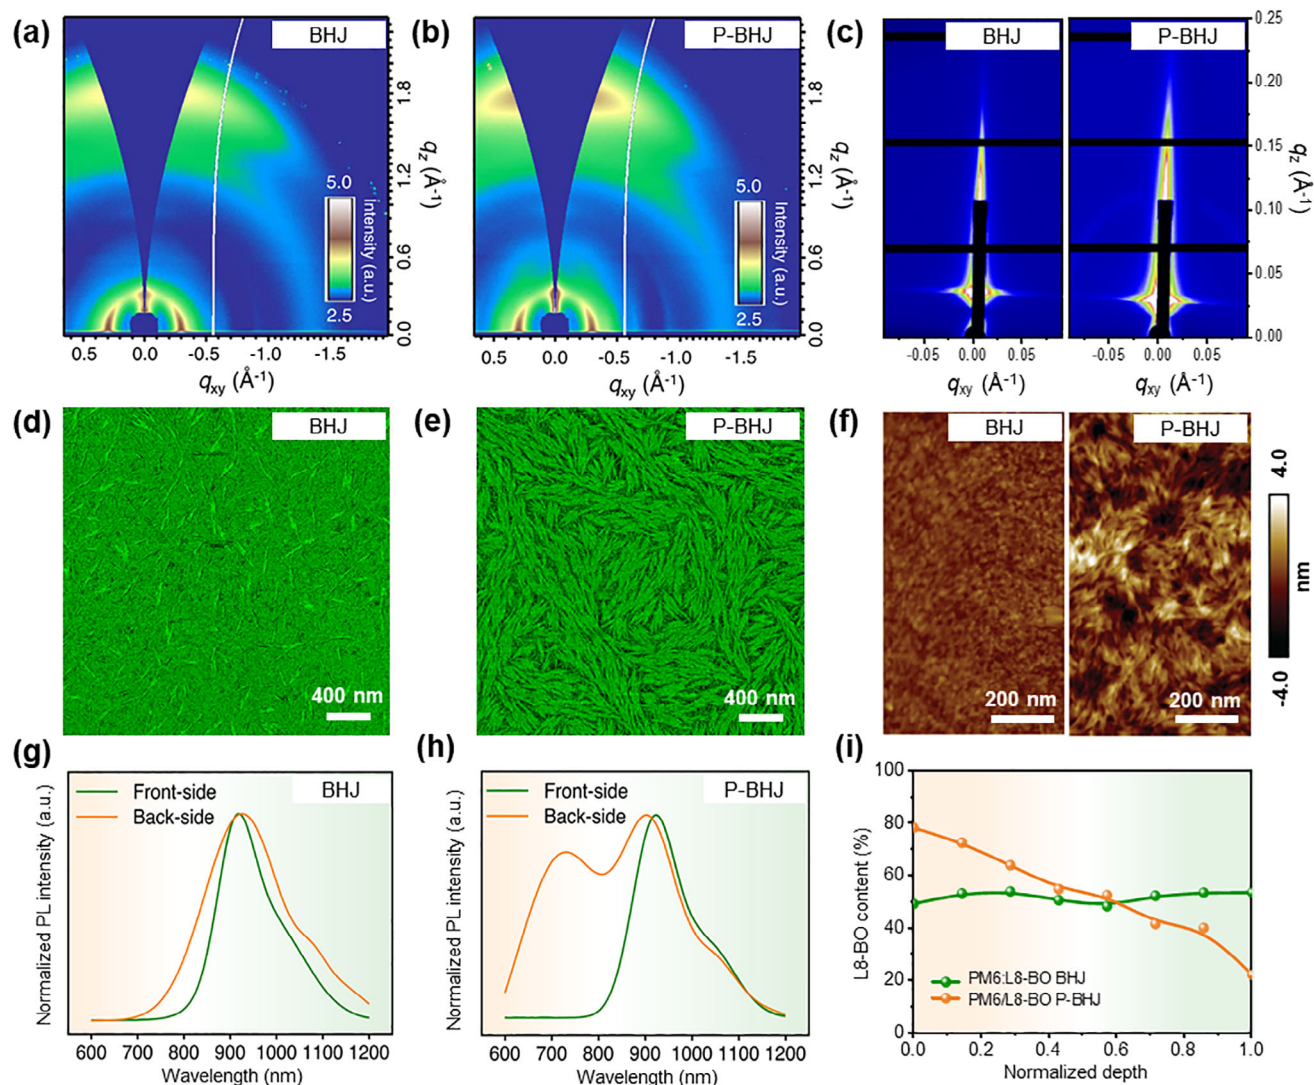 (a)
BHJ
5.0
2.5
Intensity (a.u.)
0.0
0.6
1.2
1.8
qz (Å-1)
0.5
0.0
-0.5
-1.0
-1.5
qxy (Å-1)
(b)
P-BHJ
5.0
2.5
Intensity (a.u.)
0.0
0.6
1.2
1.8
qz (Å-1)
0.5
0.0
-0.5
-1.0
-1.5
qxy (Å-1)
(c)
BHJ
P-BHJ
0.25
0.20
0.15
0.10
0.05
0.00
qz (Å-1)
-0.05
0.00
0.05
-0.05
0.00
0.05
qxy (Å-1)
qxy (Å-1)
(d)
BHJ
400 nm
(e)
P-BHJ
400 nm
(f)
BHJ
200 nm
P-BHJ
200 nm
4.0
nm
-4.0
(g)
Front-side
Back-side
BHJ
Normalized PL intensity (a.u.)
600 700 800 900 1000 1100 1200
Wavelength (nm)
(h)
Front-side
Back-side
P-BHJ
Normalized PL intensity (a.u.)
600 700 800 900 1000 1100 1200
Wavelength (nm)
(i)
100
80
60
40
20
0
L8-BO content (%)
PM6:L8-BO BHJ
PM6/L8-BO P-BHJ
0.0 0.2 0.4 0.6 0.8 1.0
Normalized depth